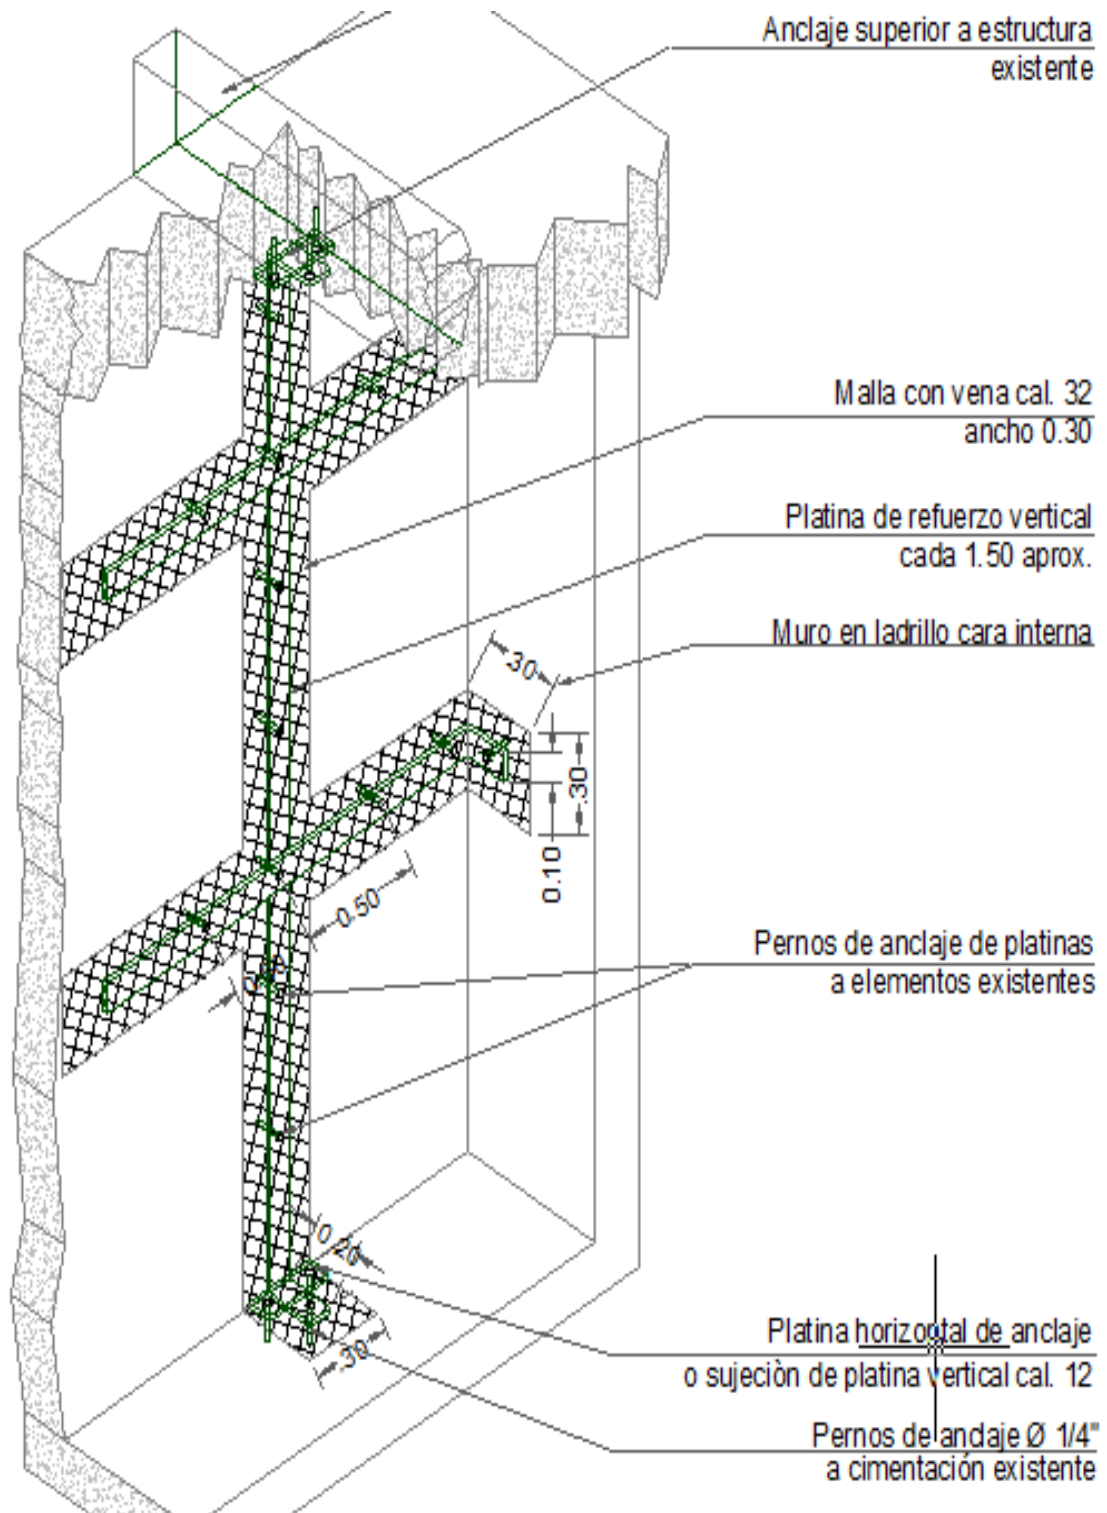 Anclaje superior a estructura
existente
Malla con vena cal. 32
ancho 0.30
Platina de refuerzo vertical
cada 1.50 aprox.
Muro en ladrillo cara interna
.30
.30
0.10
0.50
Pernos de anclaje de platinas
a elementos existentes
0.20
.30
Platina horizontal de anclaje
o sujeciòn de platina vertical cal. 12
Pernos de anclaje Ø 1/4"
a cimentación existente